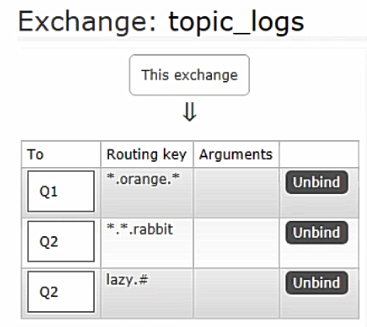 Exchange: topic_logs
This exchange
⇓
To Routing key Arguments
Q1 *.orange.* Unbind
Q2 *.*.rabbit Unbind
Q2 lazy.# Unbind